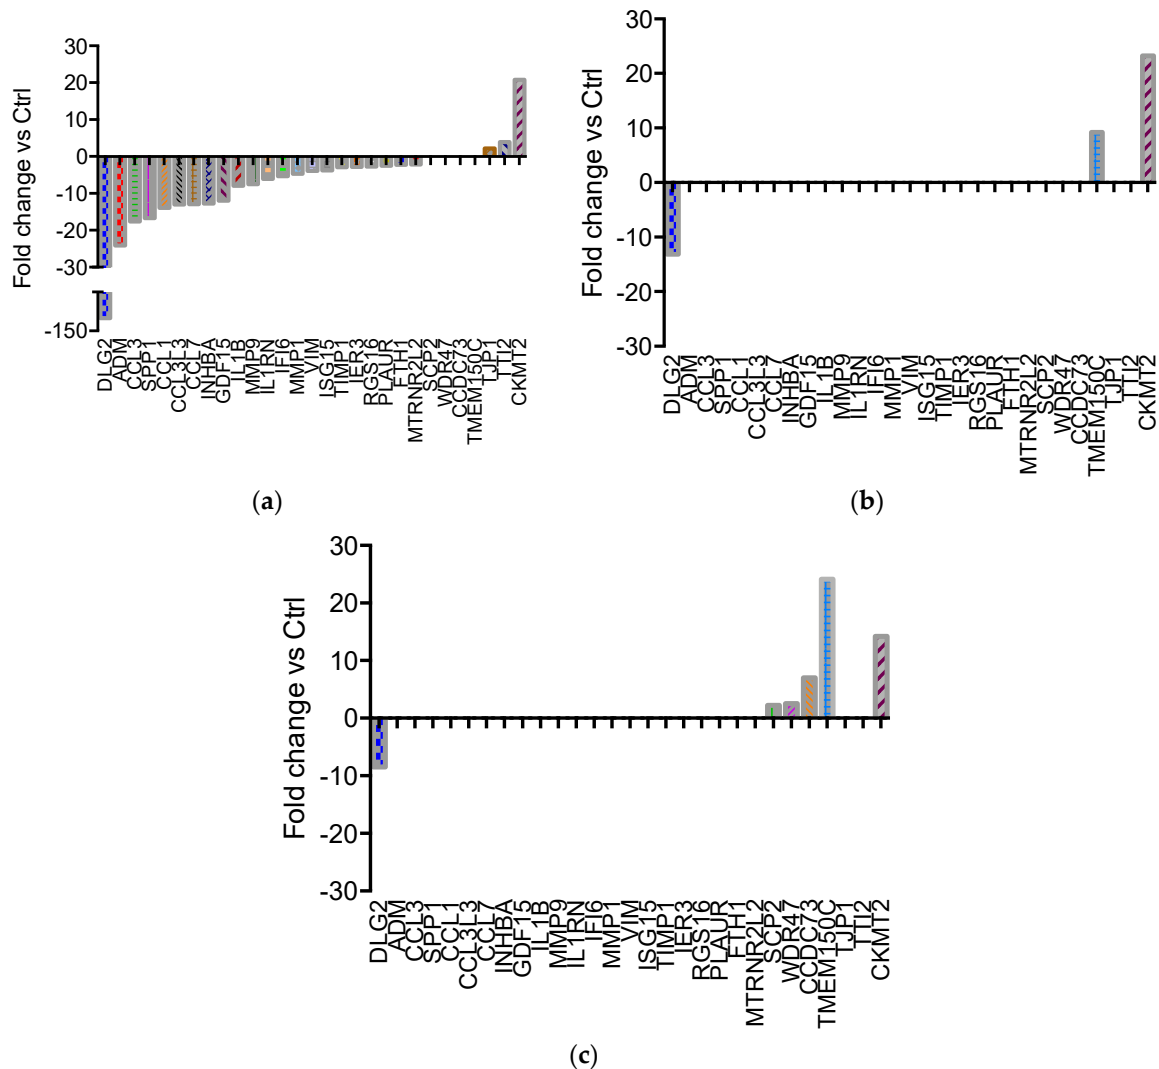 Fold change vs Ctrl
30
20
10
0
-10
-20
-30
-150
DLG2
ADM
CCL3
SPP1
CCL1
CCL3L3
CCL7
INHBA
GDF15
IL1B
MMP9
IL1RN
IFI6
MMP1
VIM
ISG15
TIMP1
IER3
RGS16
PLAUR
FTH1
MTRNR2L2
SCP2
WDR47
CCDC73
TMEM150C
TJP1
TTI2
CKMT2
(a)
Fold change vs Ctrl
30
20
10
0
-10
-20
-30
DLG2
ADM
CCL3
SPP1
CCL1
CCL3L3
CCL7
INHBA
GDF15
IL1B
MMP9
IL1RN
IFI6
MMP1
VIM
ISG15
TIMP1
IER3
RGS16
PLAUR
FTH1
MTRNR2L2
SCP2
WDR47
CCDC73
TMEM150C
TJP1
TTI2
CKMT2
(b)
Fold change vs Ctrl
30
20
10
0
-10
-20
-30
DLG2
ADM
CCL3
SPP1
CCL1
CCL3L3
CCL7
INHBA
GDF15
IL1B
MMP9
IL1RN
IFI6
MMP1
VIM
ISG15
TIMP1
IER3
RGS16
PLAUR
FTH1
MTRNR2L2
SCP2
WDR47
CCDC73
TMEM150C
TJP1
TTI2
CKMT2
(c)